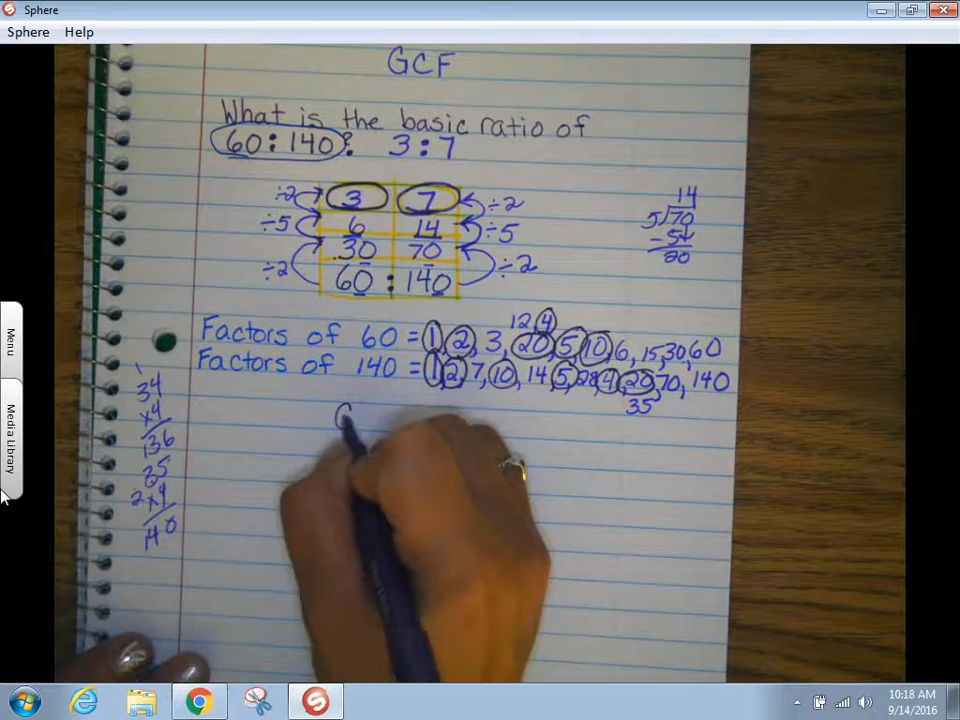 Sphere
Sphere Help
GCF
What is the basic ratio of
60:140? 3:7
÷2 3 7 ÷2
÷5 6 14 ÷5
30 70
÷2 60 : 140 ÷2
14
5 70
- 5↓
20
12, 4
Factors of 60 = 1, 2, 3, 20, 5, 10, 6, 15, 30, 60
Factors of 140 = 1, 2, 7, 10, 14, 5, 28, 4, 20, 70, 140
35
1
34
x4
136
2
35
x4
140
G
Menu
Media Library
10:18 AM
9/14/2016